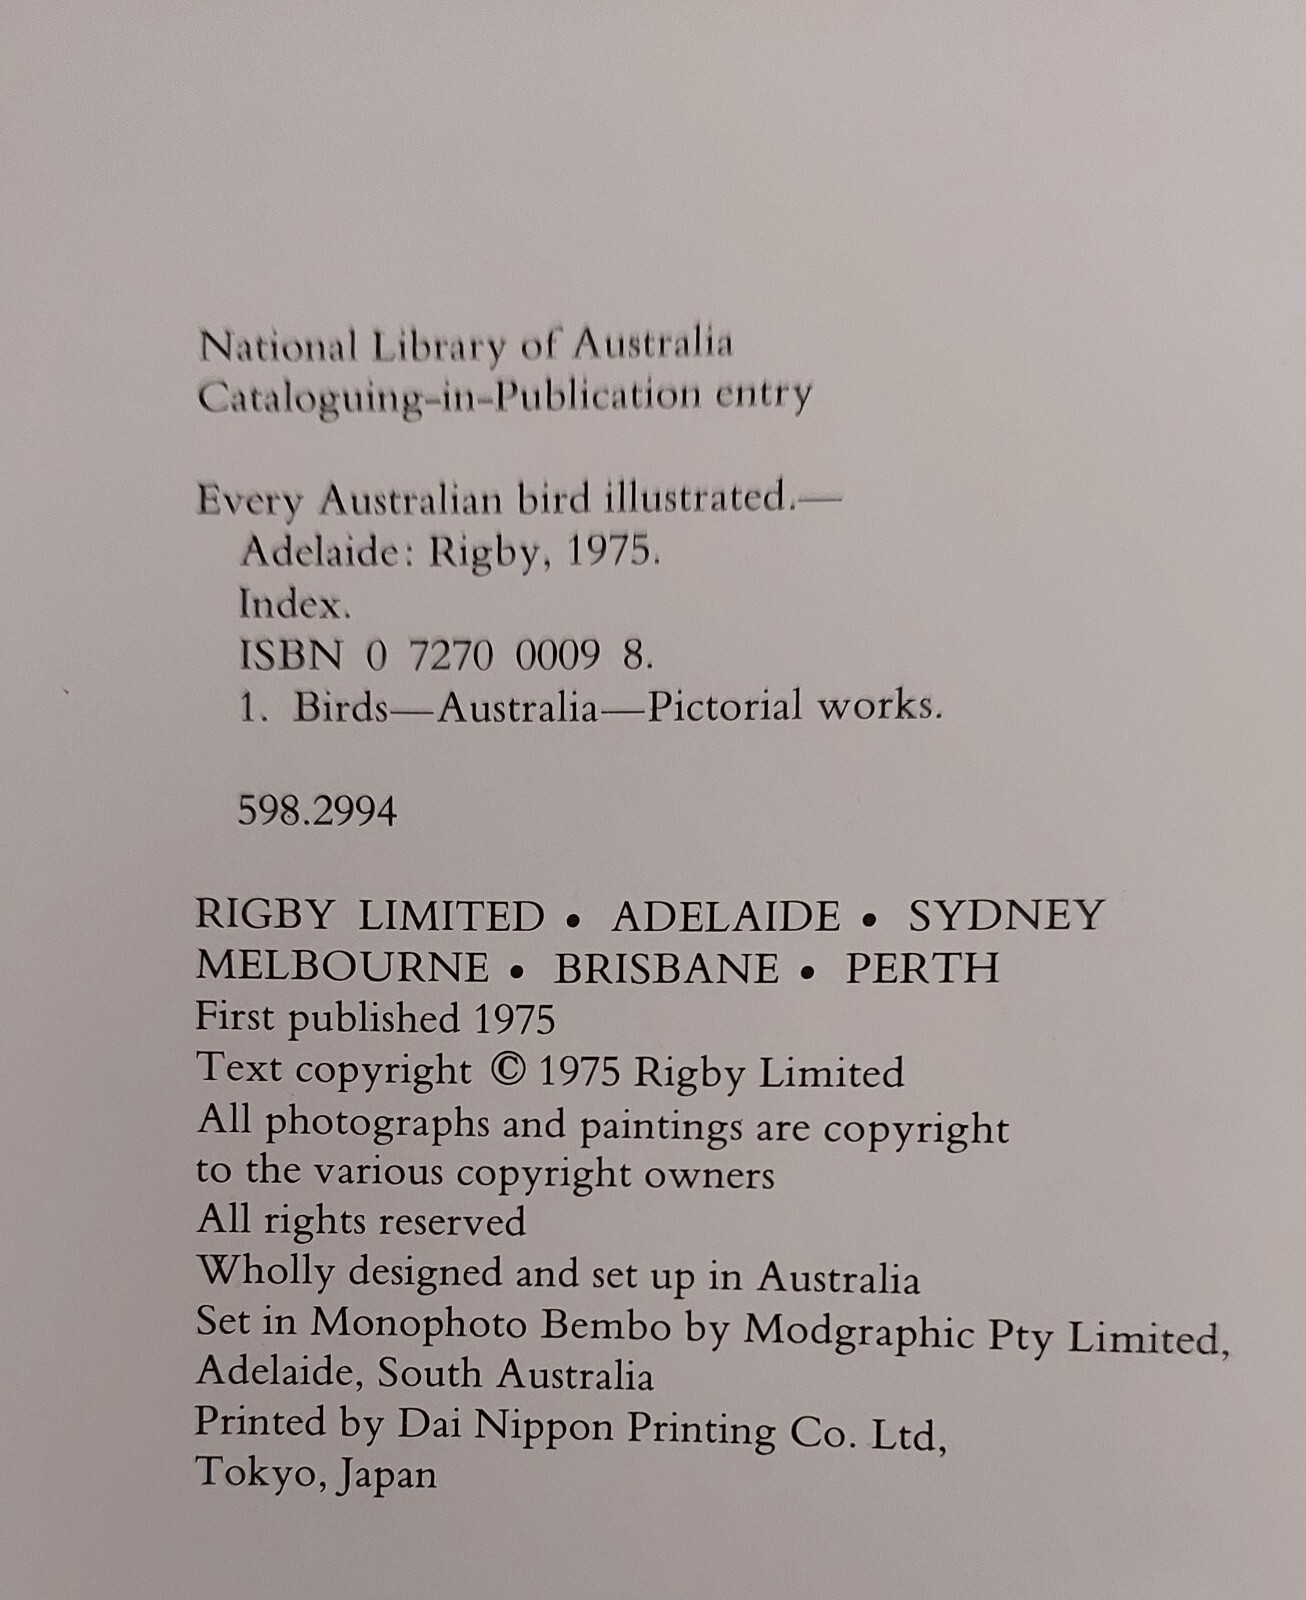 National Library of Australia
Cataloguing-in-Publication entry
Every Australian bird illustrated.—
Adelaide: Rigby, 1975.
Index.
ISBN 0 7270 0009 8.
1. Birds—Australia—Pictorial works.
598.2994
RIGBY LIMITED • ADELAIDE • SYDNEY
MELBOURNE • BRISBANE • PERTH
First published 1975
Text copyright © 1975 Rigby Limited
All photographs and paintings are copyright
to the various copyright owners
All rights reserved
Wholly designed and set up in Australia
Set in Monophoto Bembo by Modgraphic Pty Limited,
Adelaide, South Australia
Printed by Dai Nippon Printing Co. Ltd,
Tokyo, Japan